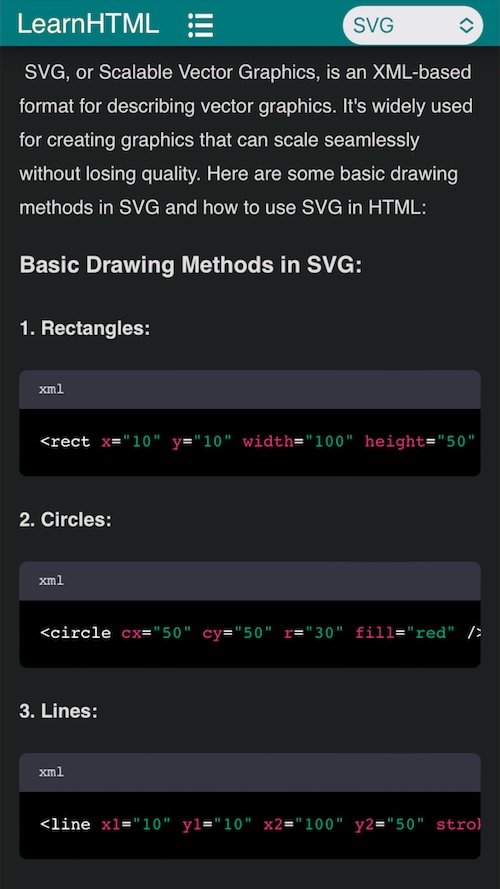 LearnHTML
SVG
SVG, or Scalable Vector Graphics, is an XML-based
format for describing vector graphics. It's widely used
for creating graphics that can scale seamlessly
without losing quality. Here are some basic drawing
methods in SVG and how to use SVG in HTML:
Basic Drawing Methods in SVG:
1. Rectangles:
xml
<rect x="10" y="10" width="100" height="50"
2. Circles:
xml
<circle cx="50" cy="50" r="30" fill="red" />
3. Lines:
xml
<line x1="10" y1="10" x2="100" y2="50"